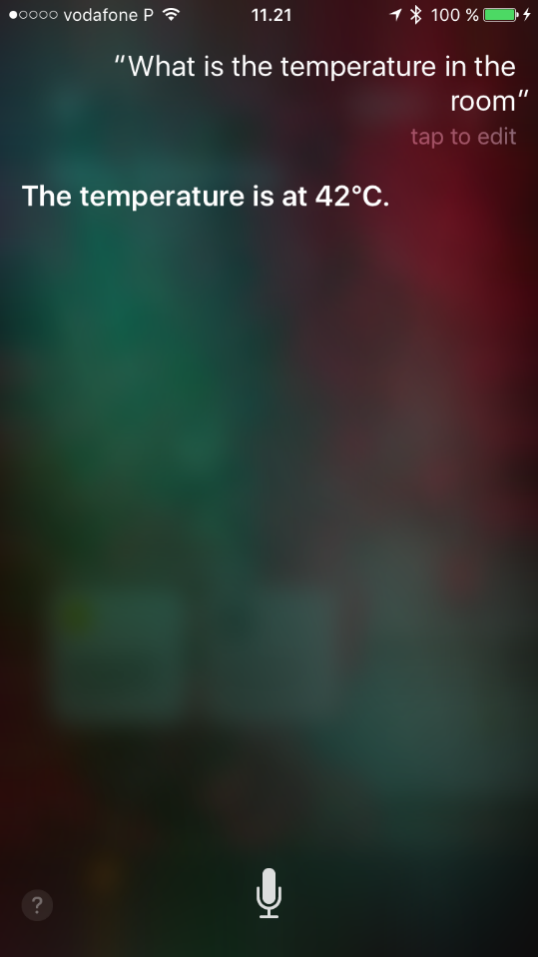 vodafone P 11.21 100 %
“What is the temperature in the
room”
tap to edit
The temperature is at 42°C.
?